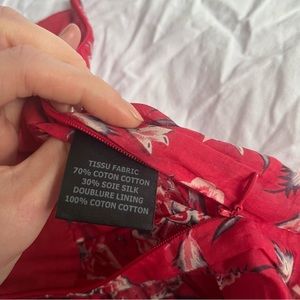 TISSU FABRIC
70% COTON COTTON
30% SOIE SILK
DOUBLURE LINING
100% COTON COTTON